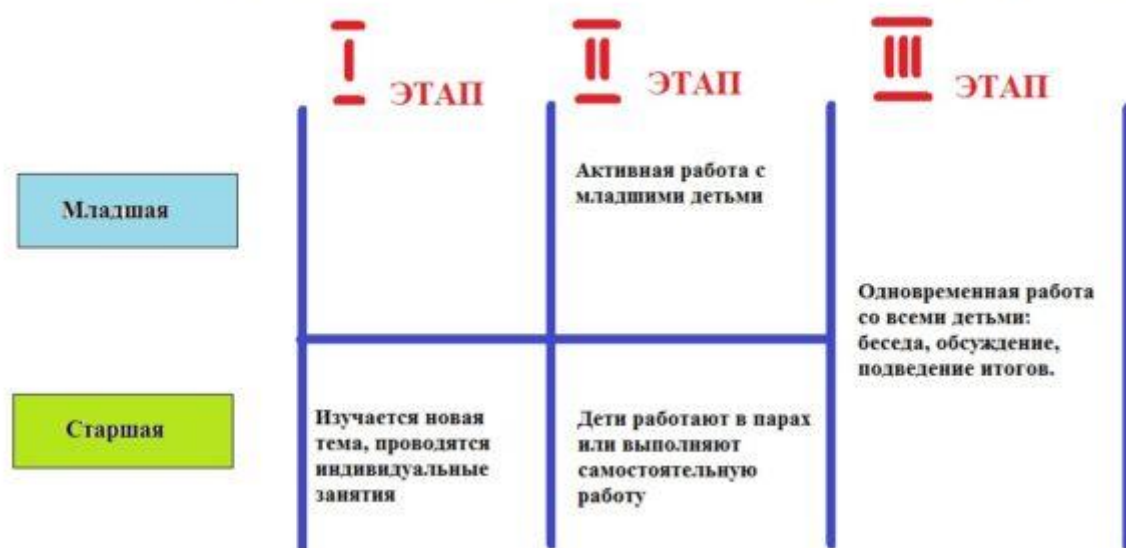 I ЭТАП
II ЭТАП
III ЭТАП
Младшая
Активная работа с
младшими детьми
Одновременная работа
со всеми детьми:
беседа, обсуждение,
подведение итогов.
Старшая
Изучается новая
тема, проводятся
индивидуальные
занятия
Дети работают в парах
или выполняют
самостоятельную
работу